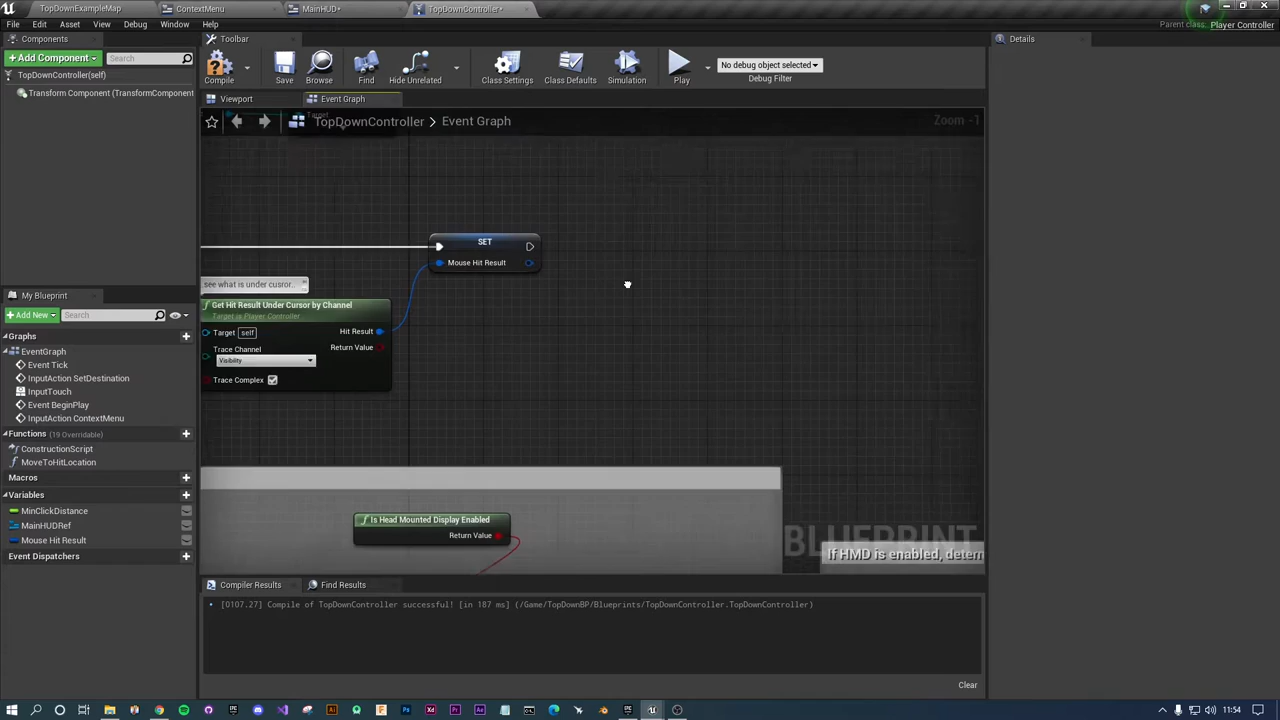 TopDownExampleMap
ContextMenu
MainHUD*
TopDownController*
File Edit Asset View Debug Window Help
Parent class: Player Controller
Components
Toolbar
Details
+ Add Component
Search
Compile
Save
Browse
Find
Hide Unrelated
Class Settings
Class Defaults
Simulation
Play
No debug object selected
Debug Filter
TopDownController(self)
Transform Component (TransformComponent
Viewport
Event Graph
Target
TopDownController > Event Graph
Zoom -1
SET
Mouse Hit Result
..see what is under cusror..
Get Hit Result Under Cursor by Channel
Target is Player Controller
Target self
Hit Result
Trace Channel
Return Value
Visibility
Trace Complex
My Blueprint
+ Add New
Search
Graphs
EventGraph
Event Tick
InputAction SetDestination
InputTouch
Event BeginPlay
InputAction ContextMenu
Functions (19 Overridable)
ConstructionScript
MoveToHitLocation
Macros
Variables
MinClickDistance
MainHUDRef
Mouse Hit Result
Event Dispatchers
Is Head Mounted Display Enabled
Return Value
BLUEPRINT
If HMD is enabled, detern
Compiler Results
Find Results
[0107.27] Compile of TopDownController successful! [in 187 ms] (/Game/TopDownBP/Blueprints/TopDownController.TopDownController)
Clear
11:54